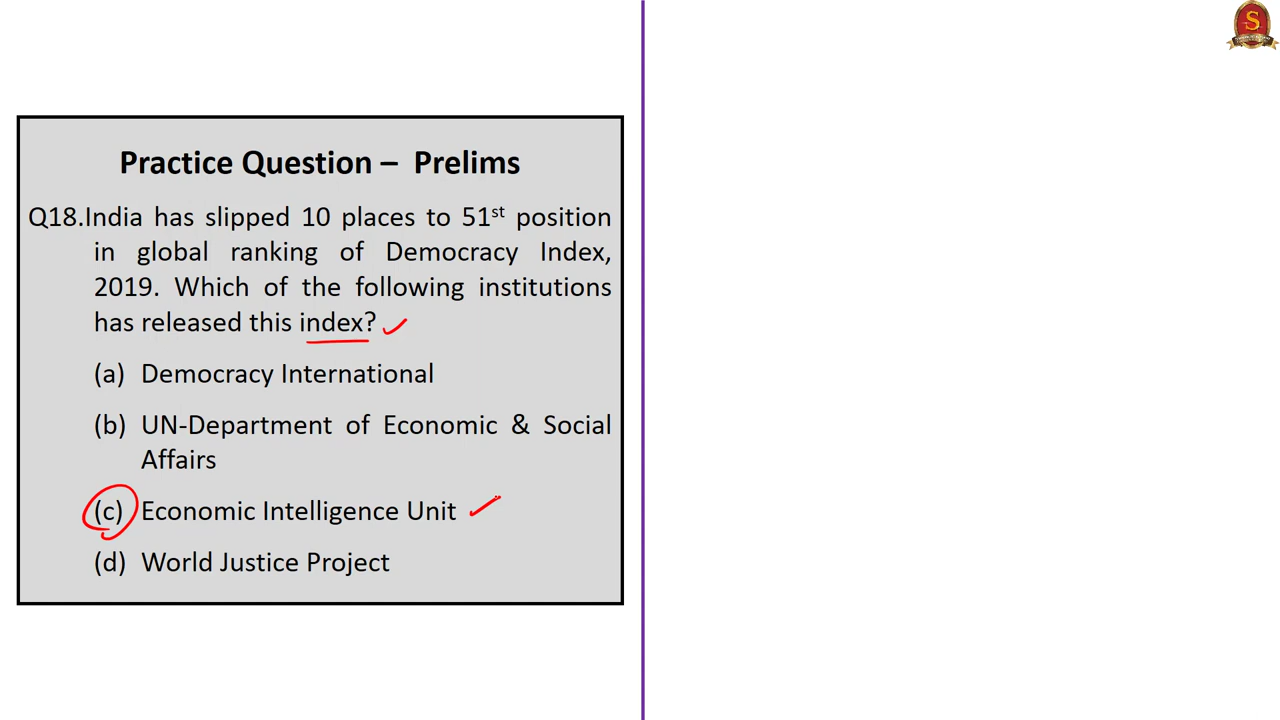 Practice Question – Prelims
Q18.India has slipped 10 places to 51st position
in global ranking of Democracy Index,
2019. Which of the following institutions
has released this index?
(a) Democracy International
(b) UN-Department of Economic & Social
Affairs
(c) Economic Intelligence Unit
(d) World Justice Project
S